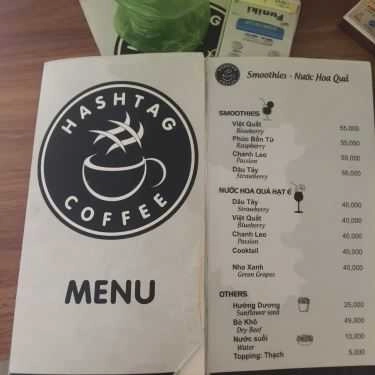 Funiki
HASHTAG
COFFEE
MENU
Smoothies - Nước Hoa Quả
SMOOTHIES
Việt Quất 55,000
Blueberry
Phúc Bồn Tử 55,000
Raspberry
Chanh Leo 55,000
Passion
Dâu Tây 55,000
Strawberry
NƯỚC HOA QUẢ HẠT É
Dâu Tây 40,000
Strawberry
Việt Quất 40,000
Blueberry
Chanh Leo 40,000
Passion
Cocktail 40,000
Nho Xanh 40,000
Green Grapes
OTHERS
Hướng Dương 25,000
Sunflower seed
Bò Khô 49,000
Dry Beef
Nước suối 10,000
Water
Topping: Thạch 5,000